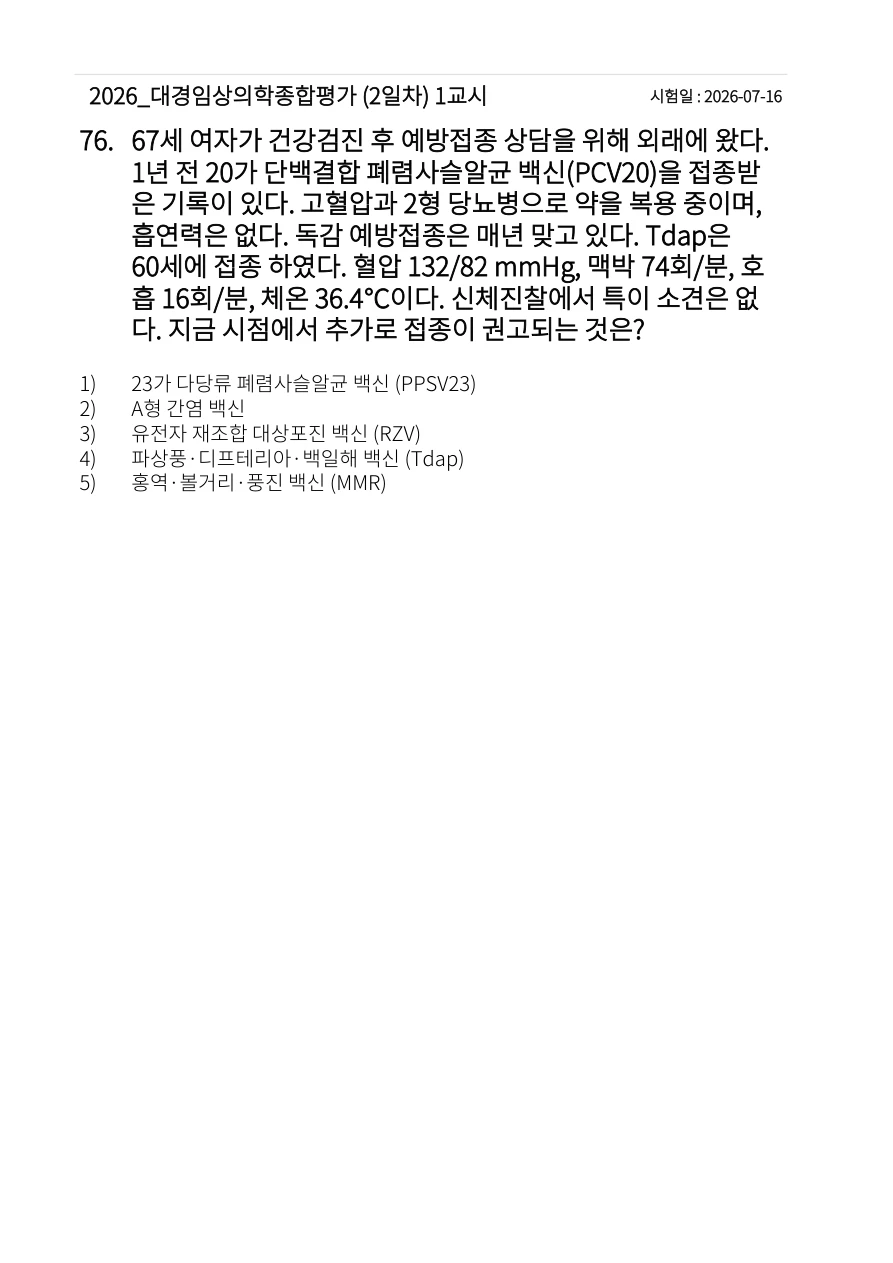 2026_대경임상의학종합평가 (2일차) 1교시
시험일 : 2026-07-16
76. 67세 여자가 건강검진 후 예방접종 상담을 위해 외래에 왔다.
1년 전 20가 단백결합 폐렴사슬알균 백신(PCV20)을 접종받
은 기록이 있다. 고혈압과 2형 당뇨병으로 약을 복용 중이며,
흡연력은 없다. 독감 예방접종은 매년 맞고 있다. Tdap은
60세에 접종 하였다. 혈압 132/82 mmHg, 맥박 74회/분, 호
흡 16회/분, 체온 36.4℃이다. 신체진찰에서 특이 소견은 없
다. 지금 시점에서 추가로 접종이 권고되는 것은?
1) 23가 다당류 폐렴사슬알균 백신 (PPSV23)
2) A형 간염 백신
3) 유전자 재조합 대상포진 백신 (RZV)
4) 파상풍·디프테리아·백일해 백신 (Tdap)
5) 홍역·볼거리·풍진 백신 (MMR)